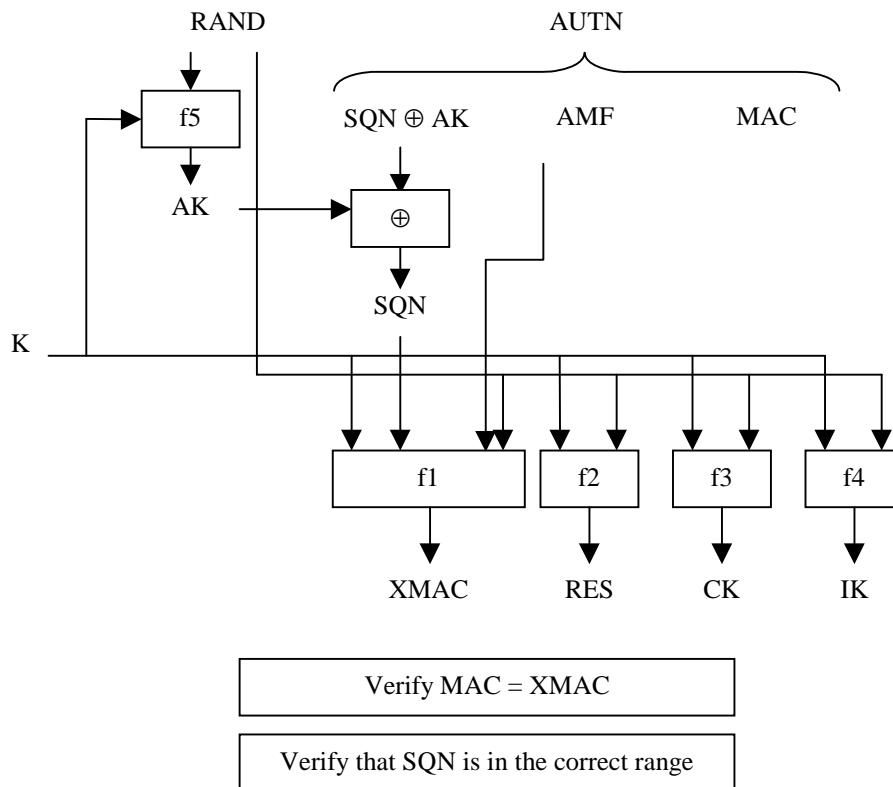 RAND
AUTN
f5
SQN ⊕ AK
AMF
MAC
AK
⊕
SQN
K
f1
f2
f3
f4
XMAC
RES
CK
IK
Verify MAC = XMAC
Verify that SQN is in the correct range